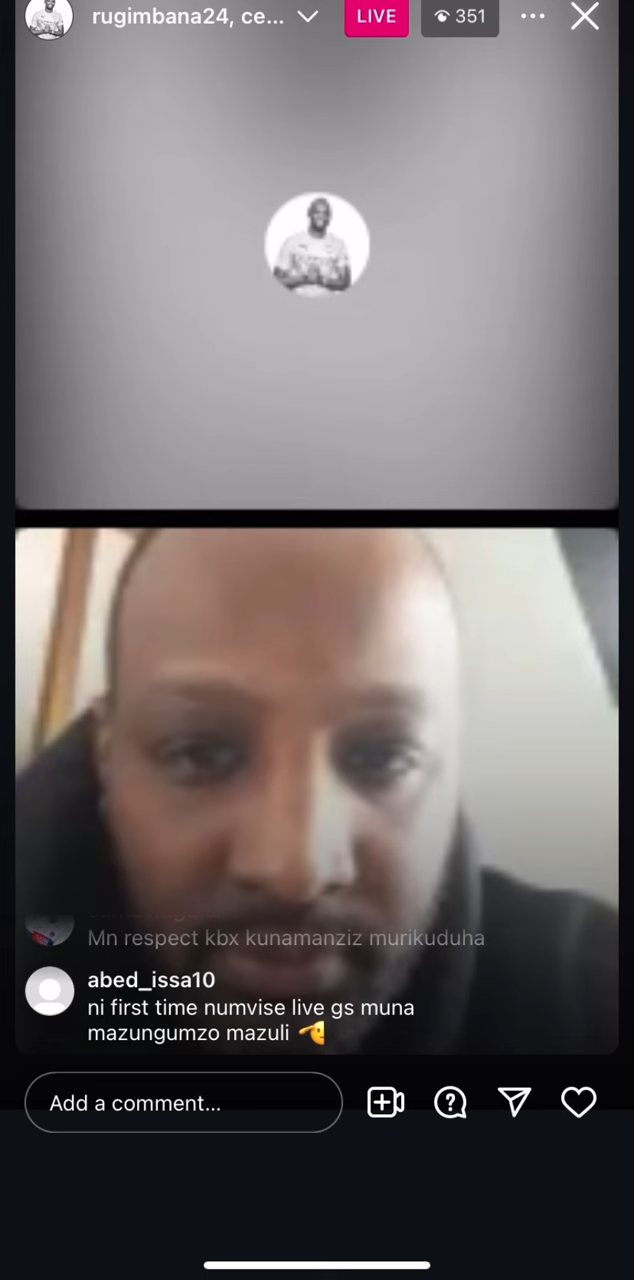 rugimbana24, ce...
LIVE
351
Mn respect kbx kunamanziz murikuduha
abed_issa10
ni first time numvise live gs muna
mazungumzo mazuli 🫡
Add a comment...